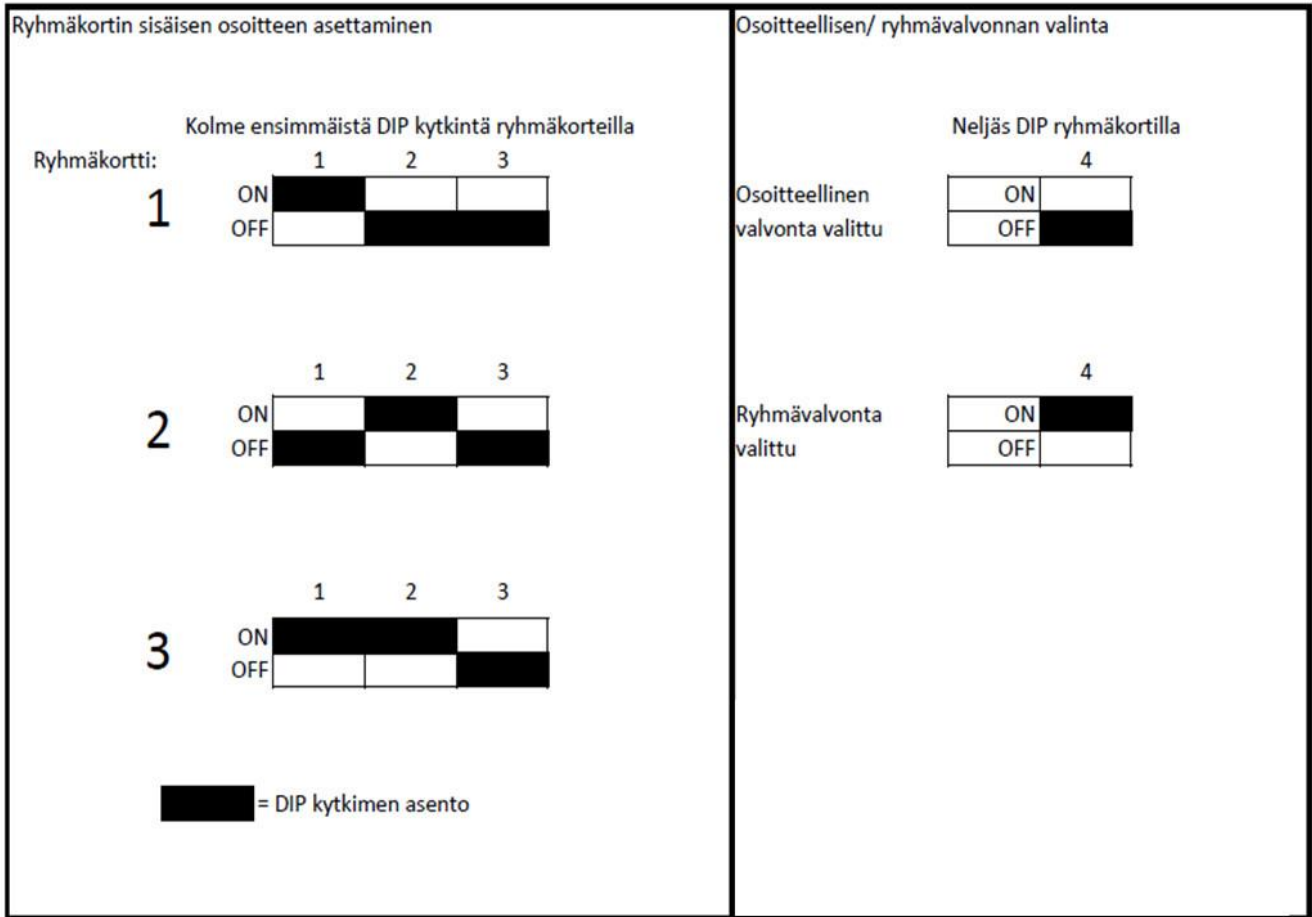 Ryhmäkortin sisäisen osoitteen asettaminen
Kolme ensimmäistä DIP kytkintä ryhmäkorteilla
Ryhmäkortti:
1 2 3
1
ON
OFF
1 2 3
2
ON
OFF
1 2 3
3
ON
OFF
= DIP kytkimen asento
Osoitteellisen/ ryhmävalvonnan valinta
Neljäs DIP ryhmäkortilla
4
Osoitteellinen ON
valvonta valittu OFF
4
Ryhmävalvonta ON
valittu OFF